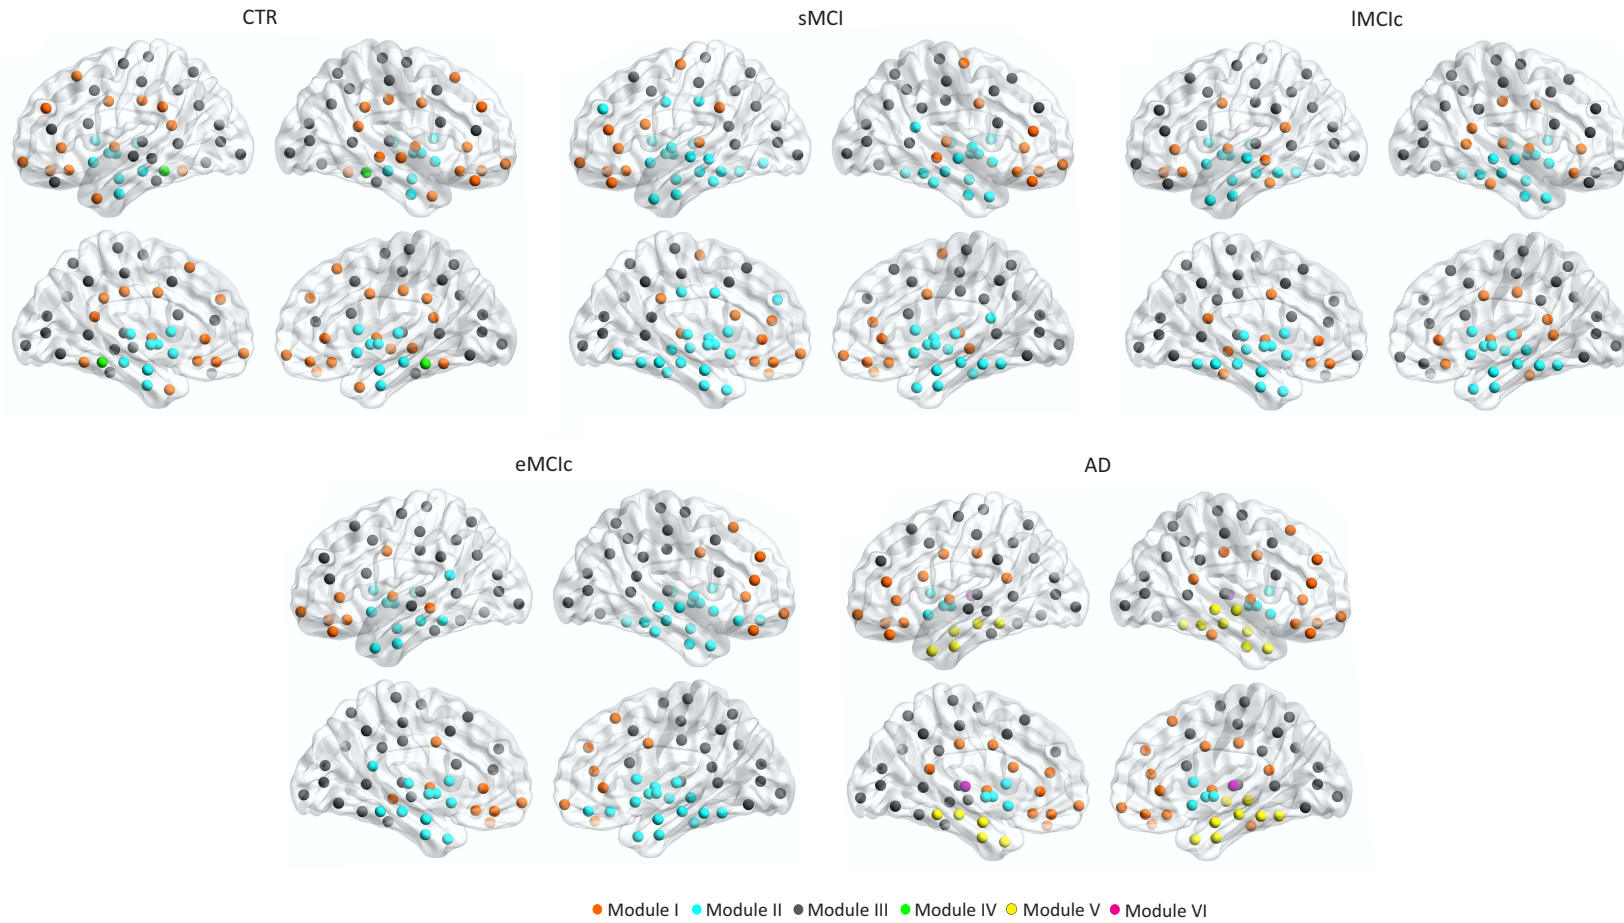 CTR
sMCI
lMCIc
eMCIc
AD
Module I
Module II
Module III
Module IV
Module V
Module VI